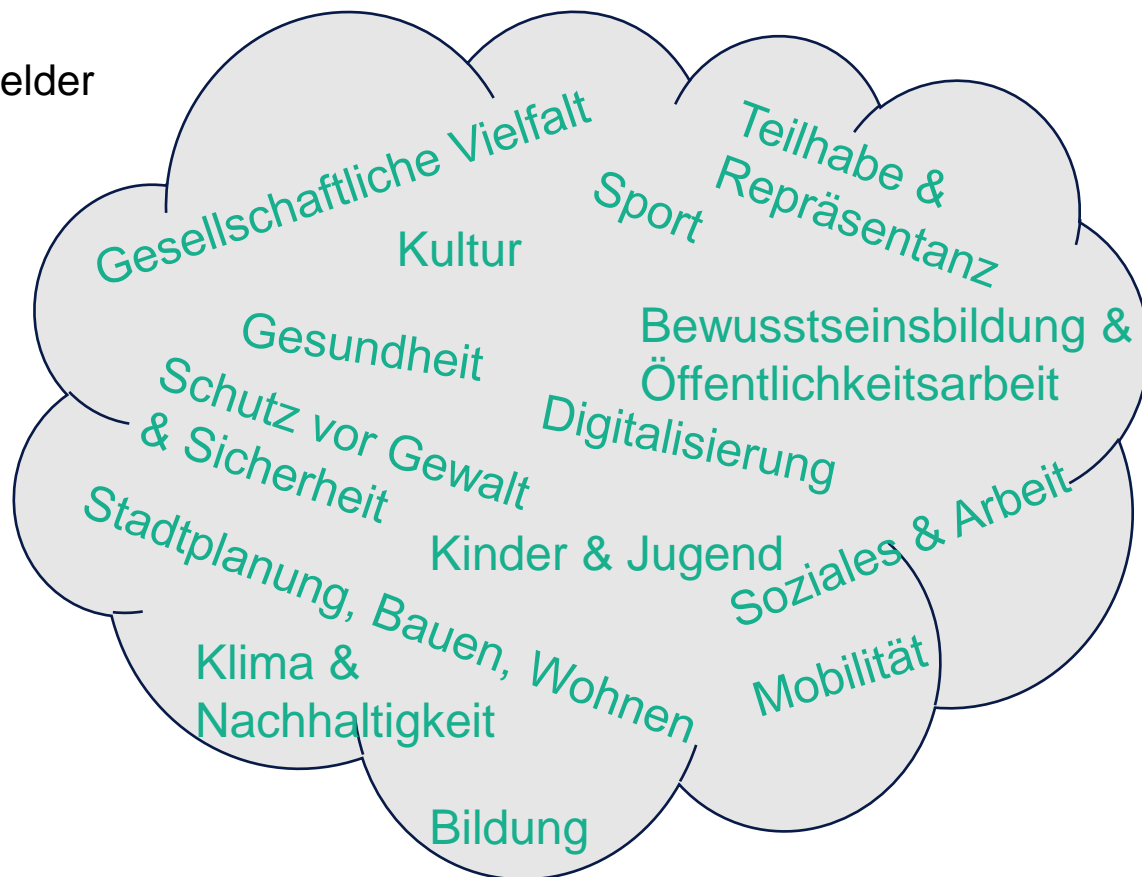 elder
Gesellschaftliche Vielfalt
Teilhabe &
Repräsentanz
Sport
Kultur
Gesundheit
Bewusstseinsbildung &
Öffentlichkeitsarbeit
Schutz vor Gewalt
& Sicherheit
Digitalisierung
Stadtplanung, Bauen, Wohnen
Kinder & Jugend
Soziales & Arbeit
Klima &
Nachhaltigkeit
Mobilität
Bildung